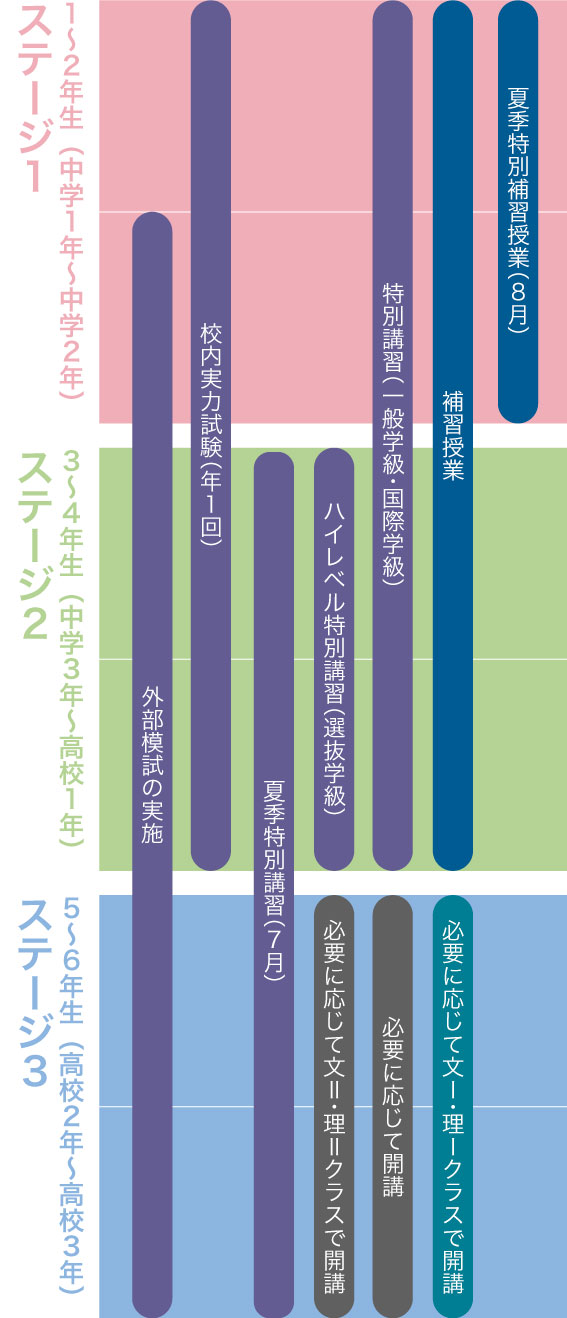 ステージ1
1〜2年生（中学1年〜中学2年）
ステージ2
3〜4年生（中学3年〜高校1年）
ステージ3
5〜6年生（高校2年〜高校3年）
夏季特別補習授業（8月）
補習授業
必要に応じて文Ⅰ・理Ⅰクラスで開講
特別講習（一般学級・国際学級）
必要に応じて開講
ハイレベル特別講習（選抜学級）
必要に応じて文Ⅱ・理Ⅱクラスで開講
夏季特別講習（7月）
校内実力試験（年1回）
外部模試の実施